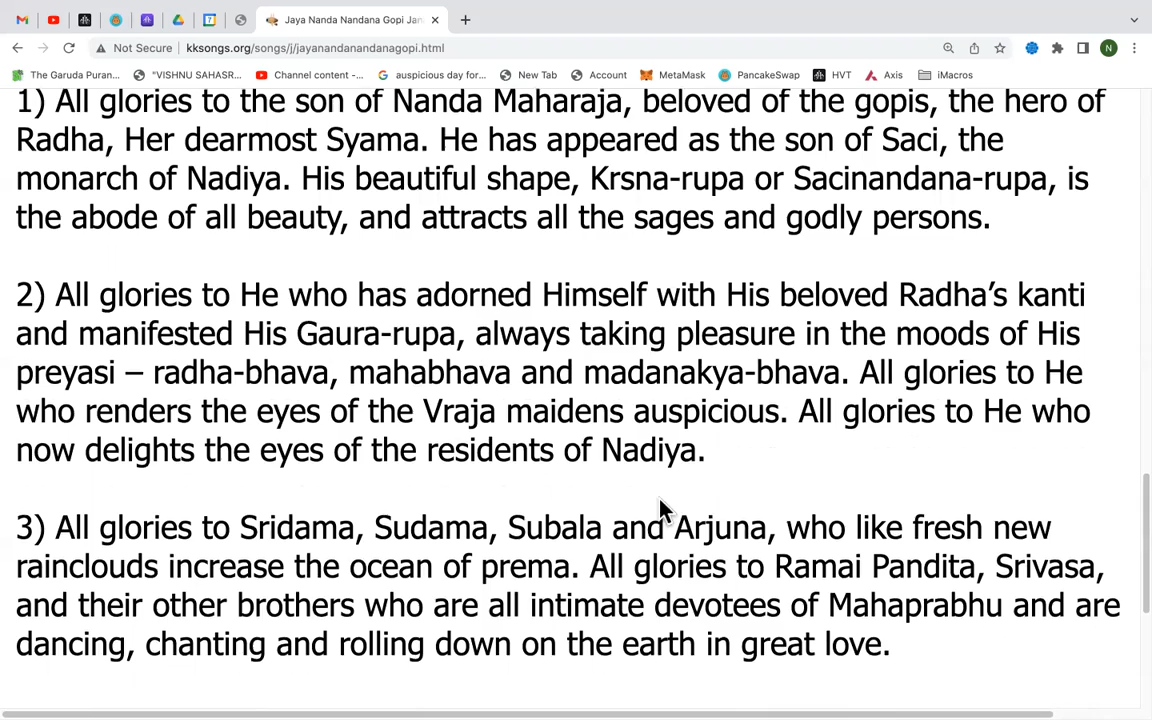 Jaya Nanda Nandana Gopi Jan
Not Secure
kksongs.org/songs/j/jayanandanandanagopi.html
N
The Garuda Puran...
"VISHNU SAHASR...
Channel content -...
auspicious day for...
New Tab
Account
MetaMask
PancakeSwap
HVT
Axis
iMacros
1) All glories to the son of Nanda Maharaja, beloved of the gopis, the hero of
Radha, Her dearmost Syama. He has appeared as the son of Saci, the
monarch of Nadiya. His beautiful shape, Krsna-rupa or Sacinandana-rupa, is
the abode of all beauty, and attracts all the sages and godly persons.
2) All glories to He who has adorned Himself with His beloved Radha’s kanti
and manifested His Gaura-rupa, always taking pleasure in the moods of His
preyasi – radha-bhava, mahabhava and madanakya-bhava. All glories to He
who renders the eyes of the Vraja maidens auspicious. All glories to He who
now delights the eyes of the residents of Nadiya.
3) All glories to Sridama, Sudama, Subala and Arjuna, who like fresh new
rainclouds increase the ocean of prema. All glories to Ramai Pandita, Srivasa,
and their other brothers who are all intimate devotees of Mahaprabhu and are
dancing, chanting and rolling down on the earth in great love.